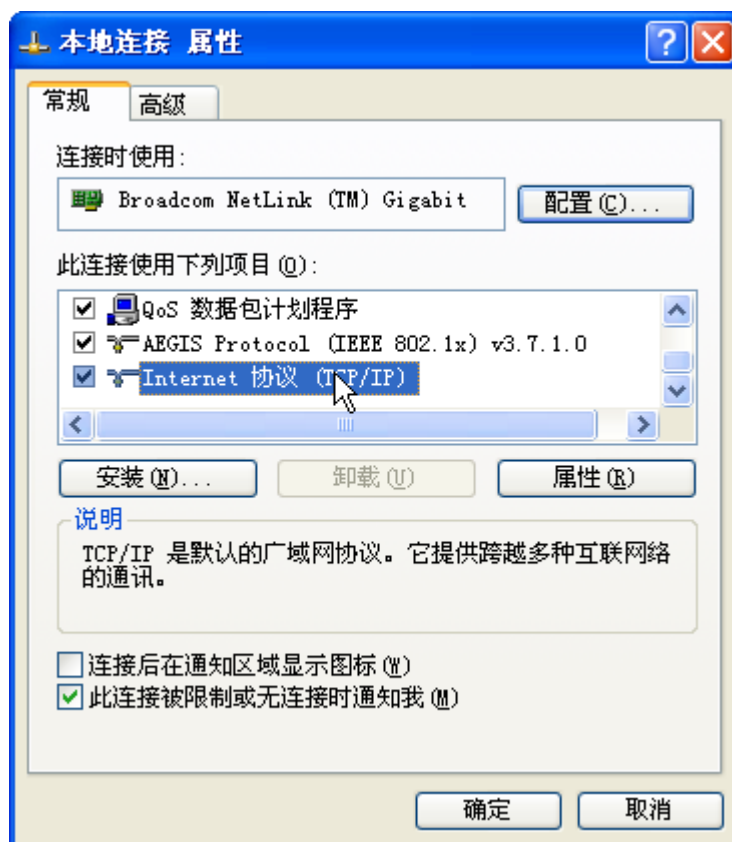 本地连接 属性
常规 高级
连接时使用:
Broadcom NetLink (TM) Gigabit 配置(C)...
此连接使用下列项目(O):
QoS 数据包计划程序
AEGIS Protocol (IEEE 802.1x) v3.7.1.0
Internet 协议 (TCP/IP)
安装(N)... 卸载(U) 属性(R)
说明
TCP/IP 是默认的广域网协议。它提供跨越多种互联网络
的通讯。
连接后在通知区域显示图标(W)
此连接被限制或无连接时通知我(M)
确定 取消